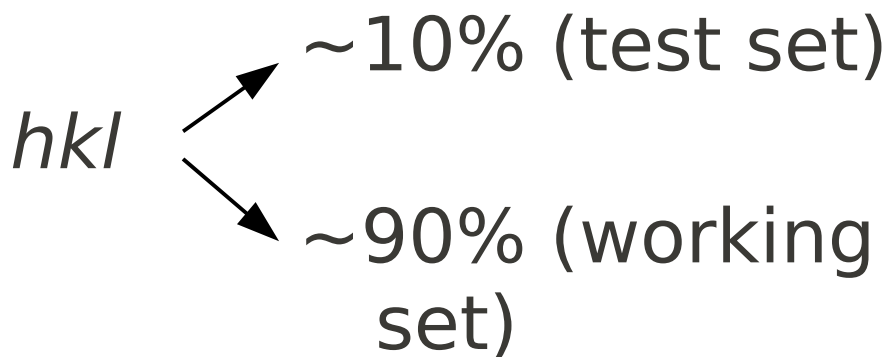 ~10% (test set)
hkl
~90% (working
set)